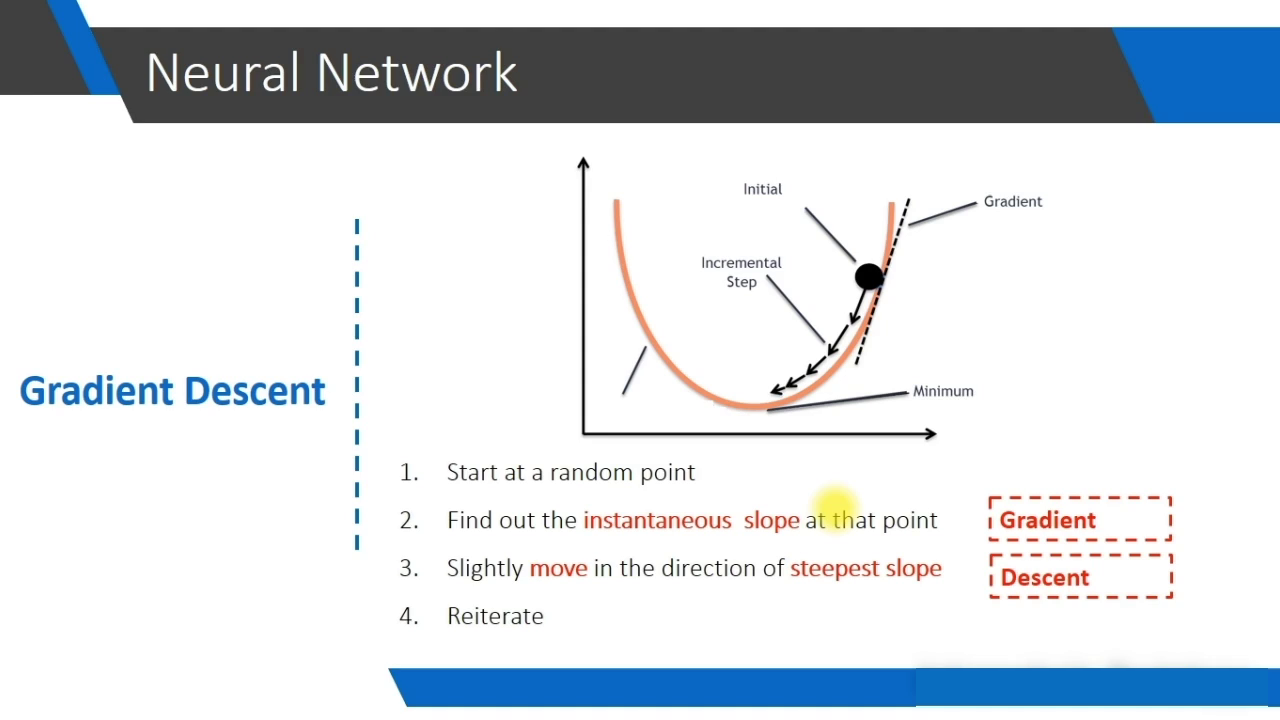 Neural Network
Gradient Descent
Initial
Gradient
Incremental
Step
Minimum
1. Start at a random point
2. Find out the instantaneous slope at that point
Gradient
3. Slightly move in the direction of steepest slope
Descent
4. Reiterate